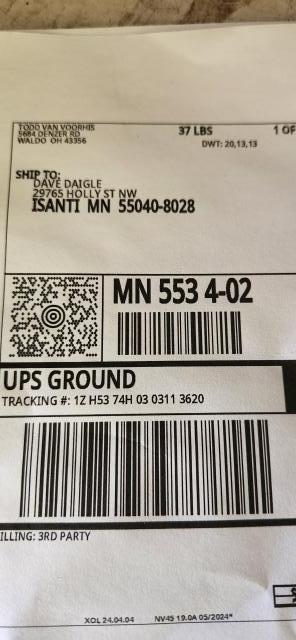 TODD VAN VOORHIS
5684 DENZER RD
WALDO OH 43356
37 LBS
1 OF
DWT: 20,13,13
SHIP TO:
DAVE DAIGLE
29765 HOLLY ST NW
ISANTI MN 55040-8028
MN 553 4-02
UPS GROUND
TRACKING #: 1Z H53 74H 03 0311 3620
ILLING: 3RD PARTY
XOL 24.04.04
NV45 19.0A 05/2024*